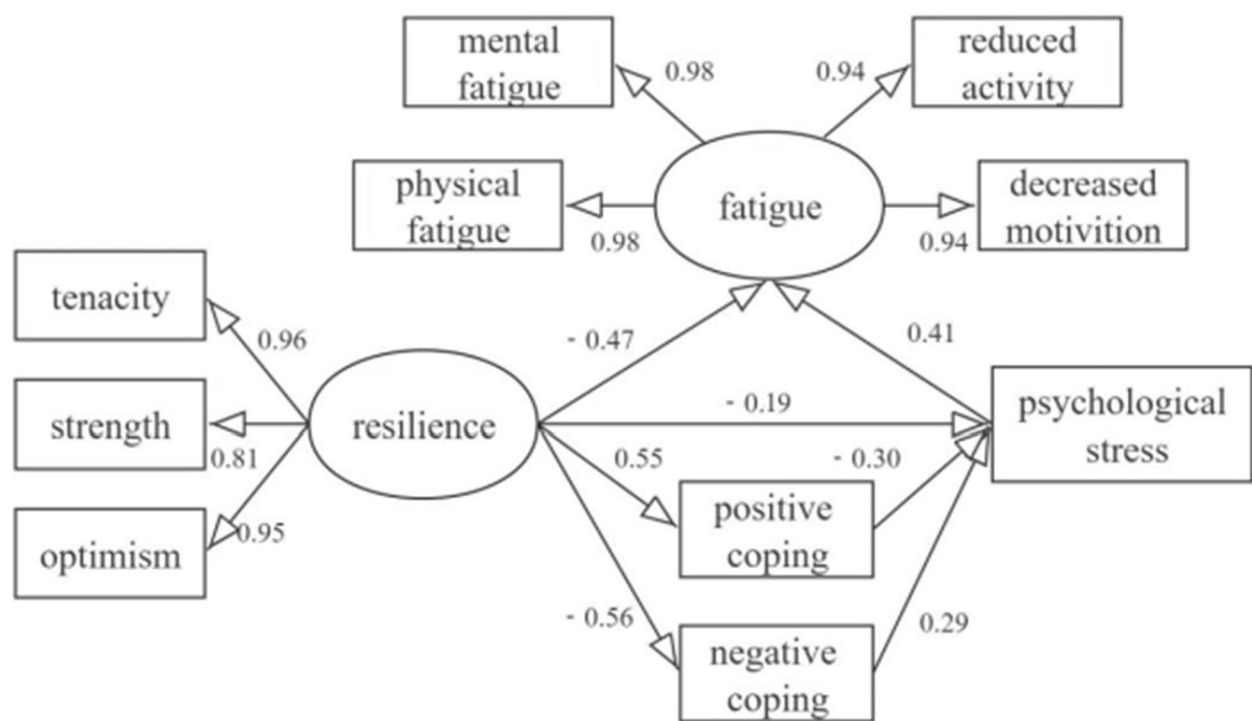 mental
fatigue
0.98
0.94
reduced
activity
physical
fatigue
0.98
fatigue
0.94
decreased
motivition
tenacity
0.96
- 0.47
0.41
strength
0.81
resilience
- 0.19
psychological
stress
optimism
0.95
0.55
- 0.30
positive
coping
- 0.56
0.29
negative
coping